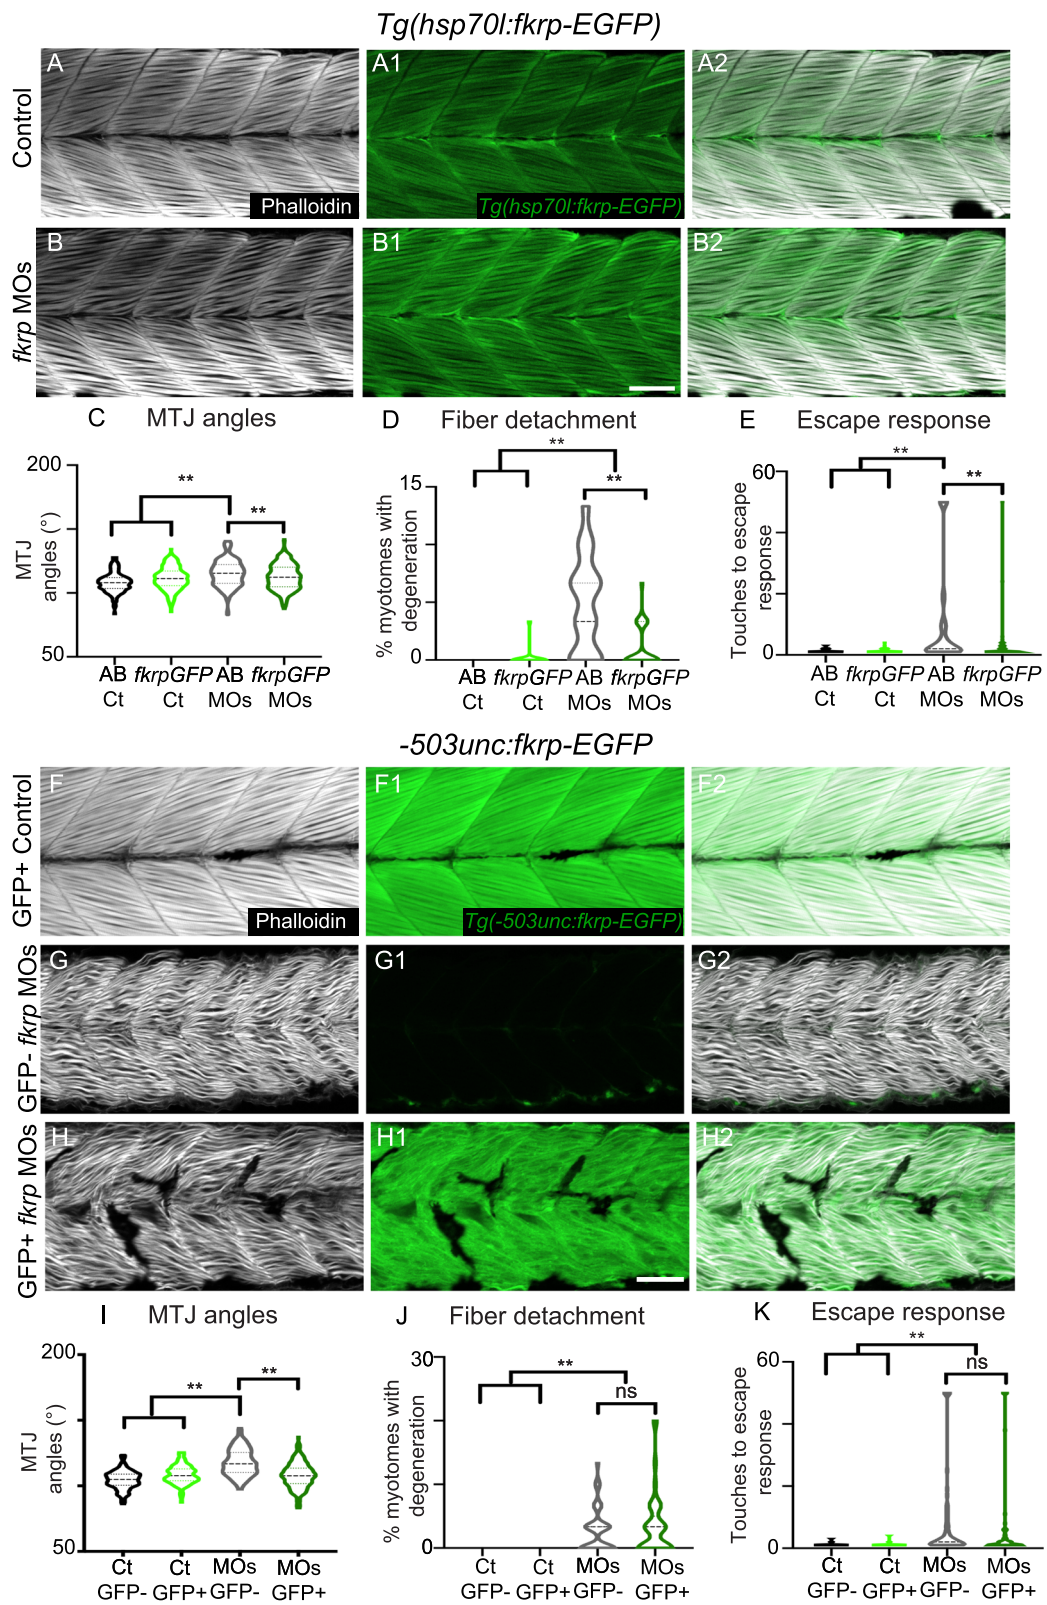 Tg(hsp70l:fkrp-EGFP)
Control
A
A1
A2
Phalloidin
Tg(hsp70l:fkrp-EGFP)
fkrp MOs
B
B1
B2
C MTJ angles
D Fiber detachment
E Escape response
200
50
MTJ
angles (°)
**
**
AB fkrpGFP AB fkrpGFP
Ct Ct MOs MOs
15
0
% myotomes with
degeneration
**
**
AB fkrpGFP AB fkrpGFP
Ct Ct MOs MOs
60
0
Touches to escape
response
**
**
AB fkrpGFP AB fkrpGFP
Ct Ct MOs MOs
-503unc:fkrp-EGFP
GFP+ Control
F
F1
F2
Phalloidin
Tg(-503unc:fkrp-EGFP)
GFP- fkrp MOs
G
G1
G2
GFP+ fkrp MOs
H
H1
H2
I MTJ angles
J Fiber detachment
K Escape response
200
50
MTJ
angles (°)
**
**
Ct Ct MOs MOs
GFP- GFP+ GFP- GFP+
30
0
% myotomes with
degeneration
**
ns
Ct Ct MOs MOs
GFP- GFP+ GFP- GFP+
60
0
Touches to escape
response
**
ns
Ct Ct MOs MOs
GFP- GFP+ GFP- GFP+